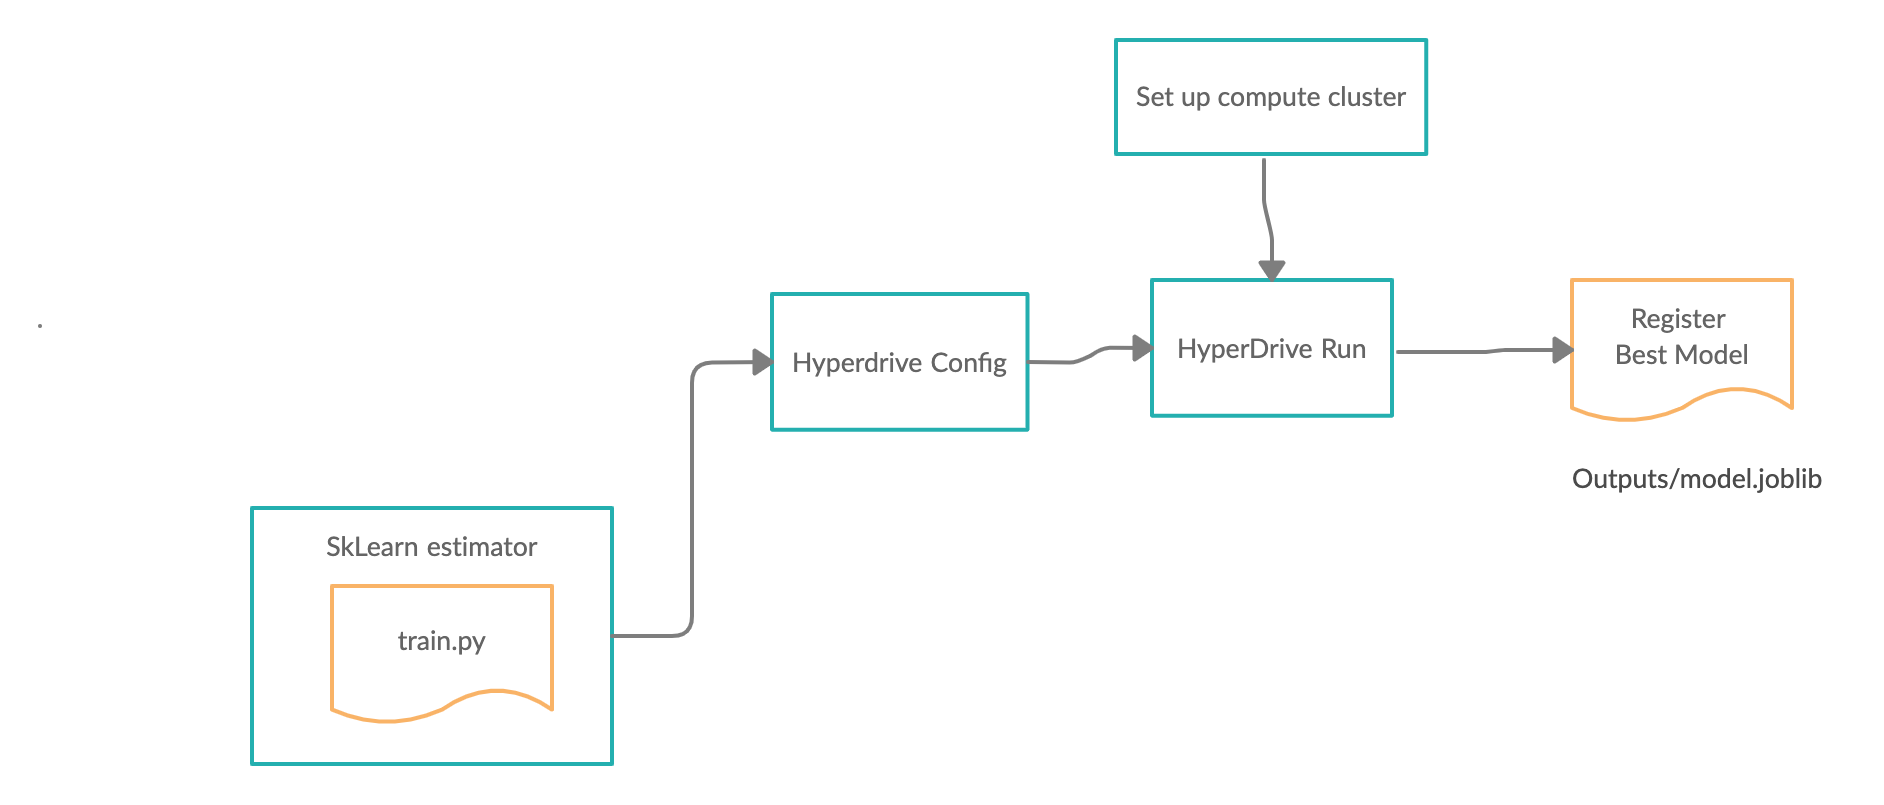 Set up compute cluster
Hyperdrive Config
HyperDrive Run
Register
Best Model
Outputs/model.joblib
SkLearn estimator
train.py